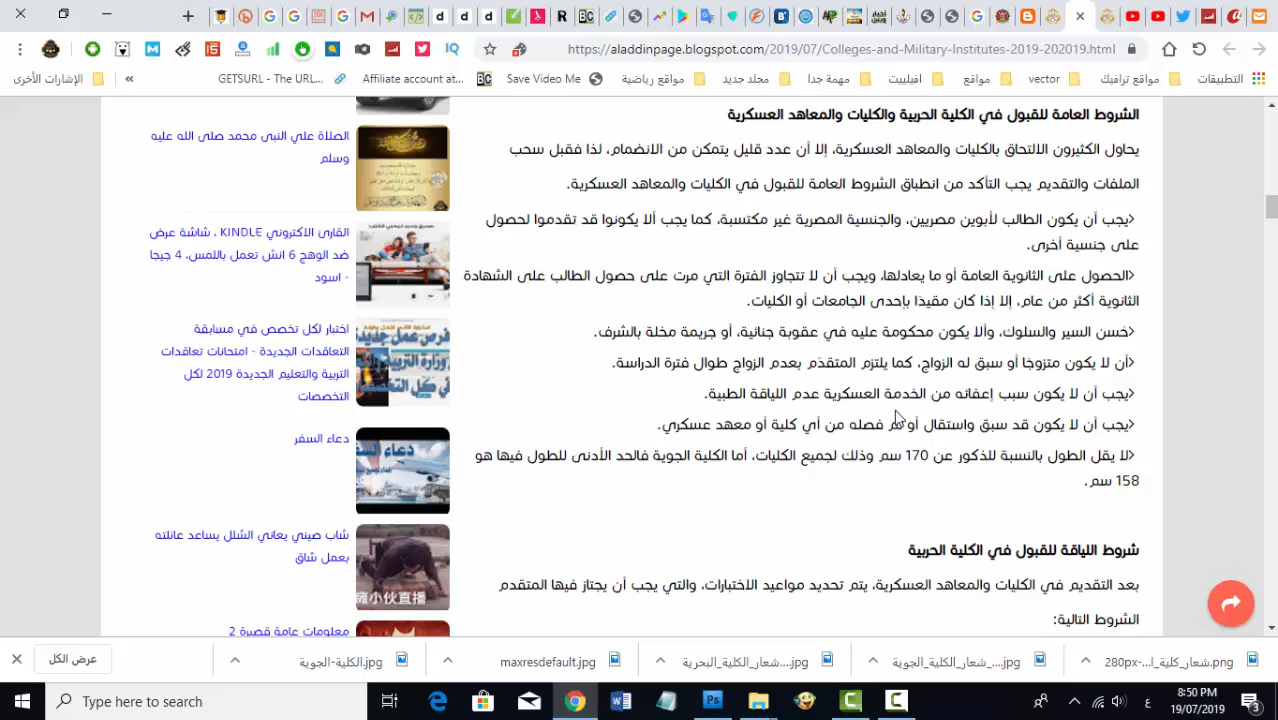 https://aladdinpage.blogspot.com/2019/07/Colleges-and-Military-Institutes-2019-202019.html
التطبيقات
مواقع ترافيك
vector
مواقع
افيلييت
مهمة جدا
مجلد جديد
مواقع رياضية
Save Video Me
Affiliate account at...
GETSURL - The URL...
»
الإشارات الأخرى
الشروط العامة للقبول في الكلية الحربية والكليات والمعاهد العسكرية
يحاول الكثيرون الالتحاق بالكليات والمعاهد العسكرية، الا أن عدد قليل يتمكن من الانضمام، لذا فقبل سحب
الملفات والتقديم يجب التأكد من انطباق الشروط العامة للقبول في الكليات والمعاهد العسكرية.
>يجب أن يكون الطالب لأبوين مصريين، والجنسية المصرية غير مكتسبة، كما يجب ألا يكونوا قد تقدموا لحصول
على جنسية أخرى.
>الحصول على الثانوية العامة أو ما يعادلها، ويجب أن لا تتجاوز الفترة التي مرت على حصول الطالب على الشهادة
الثانوية أكثر من عام، إلا إذا كان مقيدًا بإحدى الجامعات أو الكليات.
>حسن السير والسلوك، وألا يكون محكومة عليه في عقوبة جنائية، أو جريمة مخلة بالشرف.
>أن لا يكون متزوجًا أو سبق له الزواج، كما يلتزم المتقدم بعدم الزواج طوال فترة الدراسة.
>يجب أن لا يكون سبب إعفائه من الخدمة العسكرية عدم اللياقة الطبية.
>يجب أن لا يكون قد سبق واستقال أو تم فصله من أي كلية أو معهد عسكري.
>لا يقل الطول بالنسبة للذكور عن 170 سم وذلك لجميع الكليات، أما الكلية الجوية فالحد الأدنى للطول فيها هو
158 سم.
شروط اللياقة للقبول في الكلية الحربية
بعد التقديم في الكليات والمعاهد العسكرية، يتم تحديد مواعيد الاختبارات، والتي يجب أن يجتاز فيها المتقدم
الشروط التالية:
الصلاة علي النبى محمد صلى الله عليه
وسلم
القارئ الاكتروني KINDLE ، شاشة عرض
ضد الوهج 6 انش تعمل باللمس، 4 جيجا
- اسود
اختبار لكل تخصص في مسابقة
التعاقدات الجديدة - امتحانات تعاقدات
التربية والتعليم الجديدة 2019 لكل
التخصصات
دعاء السفر
دعاء السفر
شاب صيني يعاني الشلل يساعد عائلته
بعمل شاق
小伙直播
معلومات عامة قصيرة 2
280px-شعار_كلية_ا....png
شعار_الكلية_الجوية_....jpg
شعار_الكلية_البحرية....jpg
maxresdefault.jpg
الكلية-الجوية.jpg
عرض الكل
Type here to search
8:50 PM
19/07/2019
ع
3